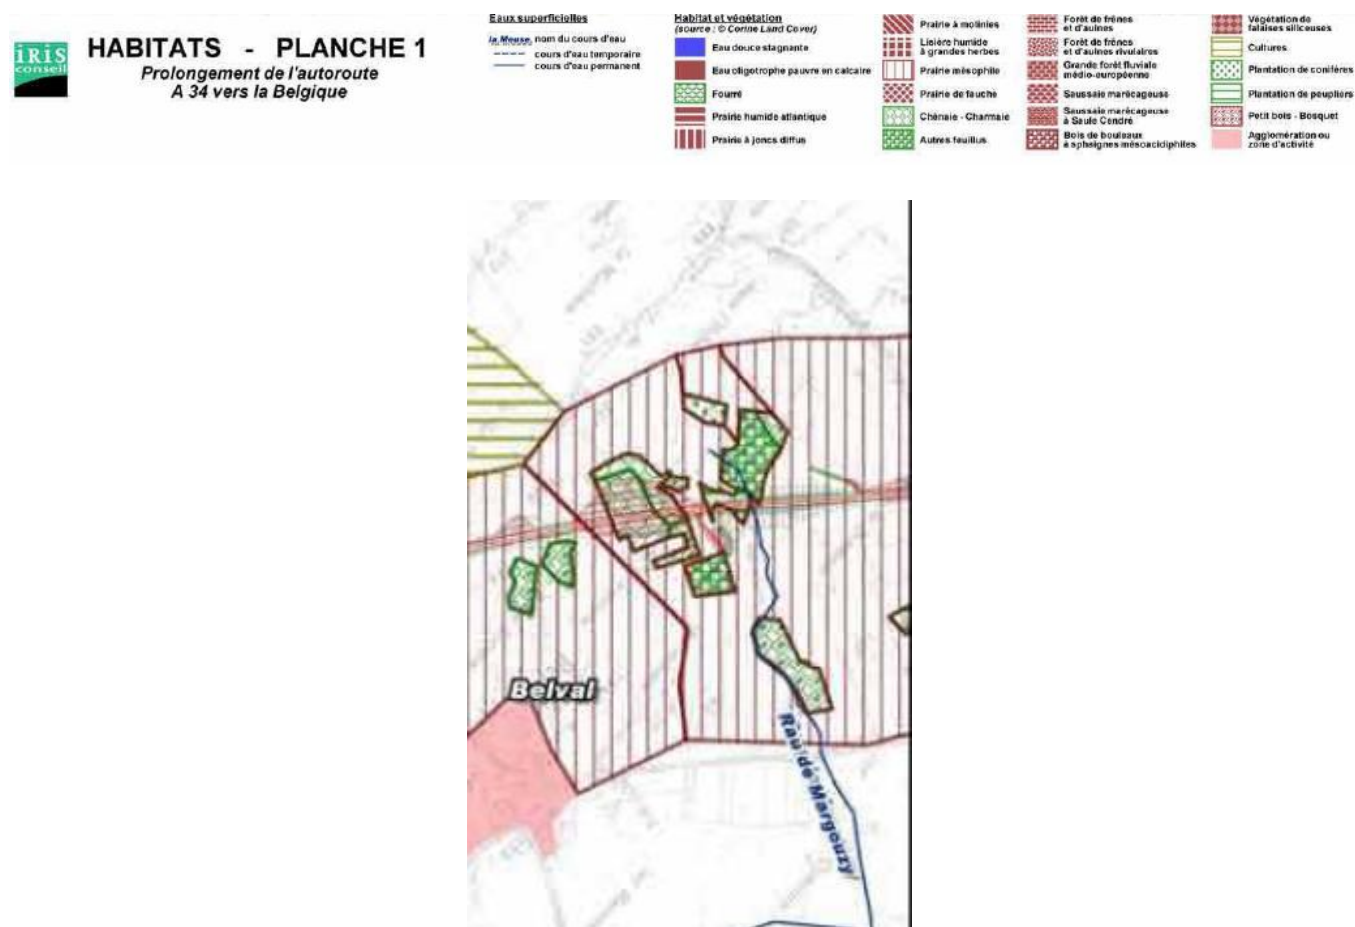 iRiS
conseil
HABITATS - PLANCHE 1
Prolongement de l'autoroute
A 34 vers la Belgique
Eaux superficielles
la Meuse nom du cours d'eau
cours d'eau temporaire
cours d'eau permanent
Habitat et végétation
(source : © Corine Land Cover)
Eau douce stagnante
Eau oligotrophe pauvre en calcaire
Fourré
Prairie humide atlantique
Prairie à joncs diffus
Prairie à molinies
Lisière humide
à grandes herbes
Prairie mésophile
Prairie de fauche
Chênaie - Charmaie
Autres feuillus
Forêt de frênes
et d'aulnes
Forêt de frênes
et d'aulnes rivulaires
Grande forêt fluviale
médio-européenne
Saussaie marécageuse
Saussaie marécageuse
à Saule Cendré
Bois de bouleaux
à sphaignes mésoacidiphiles
Végétation de
falaises siliceuses
Cultures
Plantation de conifères
Plantation de peupliers
Petit bois - Bosquet
Agglomération ou
zone d'activité
Belval
Rau de Margouzy